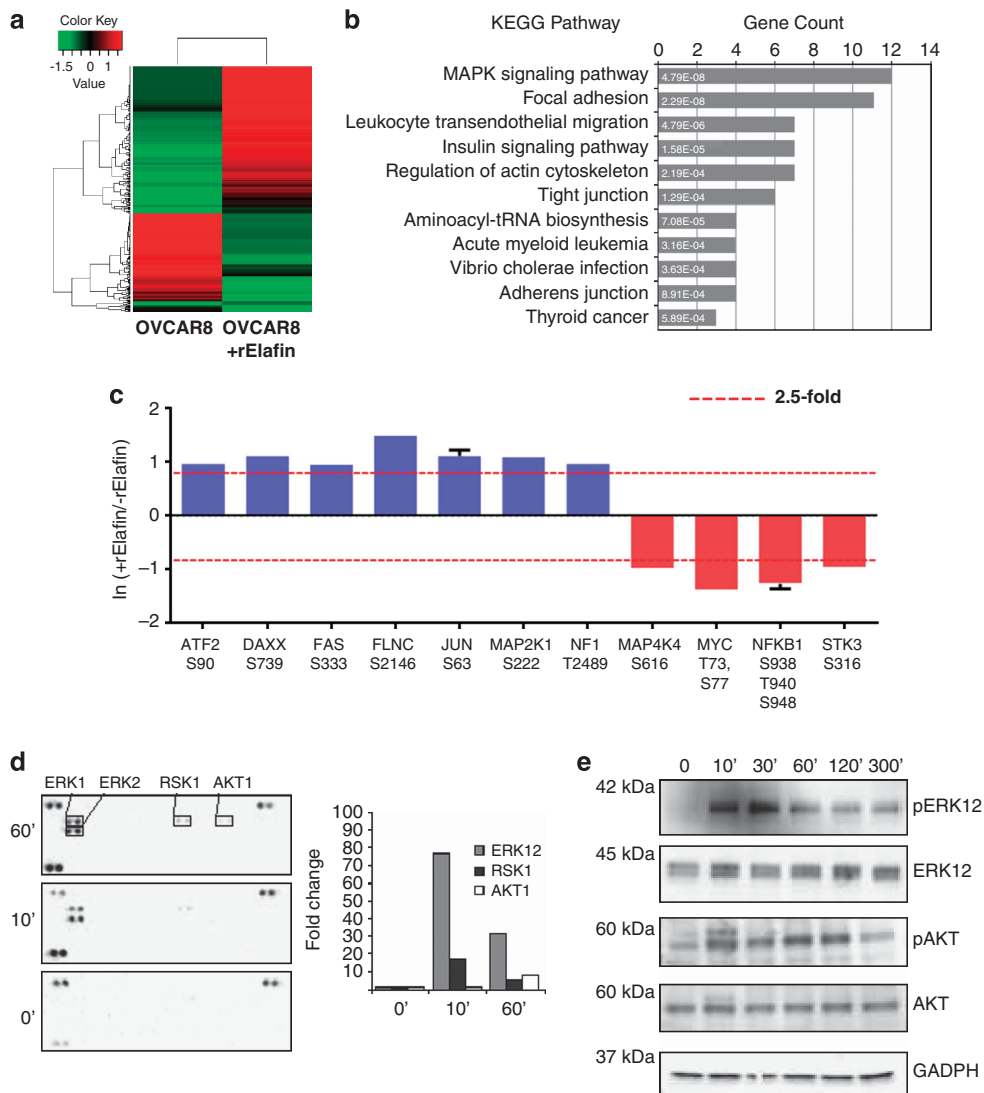 a
Color Key
-1.5 0 1
Value
OVCAR8
OVCAR8
+rElafin
b
KEGG Pathway
Gene Count
0 2 4 6 8 10 12 14
MAPK signaling pathway 4.79E-08
Focal adhesion 2.29E-08
Leukocyte transendothelial migration 4.79E-06
Insulin signaling pathway 1.58E-05
Regulation of actin cytoskeleton 2.19E-04
Tight junction 1.29E-04
Aminoacyl-tRNA biosynthesis 7.08E-05
Acute myeloid leukemia 3.16E-04
Vibrio cholerae infection 3.63E-04
Adherens junction 8.91E-04
Thyroid cancer 5.89E-04
c
2.5-fold
ln (+rElafin/-rElafin)
2
1
0
–1
–2
ATF2 DAXX FAS FLNC JUN MAP2K1 NF1 MAP4K4 MYC NFKB1 STK3
S90 S739 S333 S2146 S63 S222 T2489 S616 T73, S938 S316
S77 T940
S948
d
ERK1 ERK2 RSK1 AKT1
60'
10'
0'
Fold change
100
90
80
70
60
50
40
30
20
10
ERK12
RSK1
AKT1
0' 10' 60'
e
0 10' 30' 60' 120' 300'
42 kDa pERK12
45 kDa ERK12
60 kDa pAKT
60 kDa AKT
37 kDa GADPH